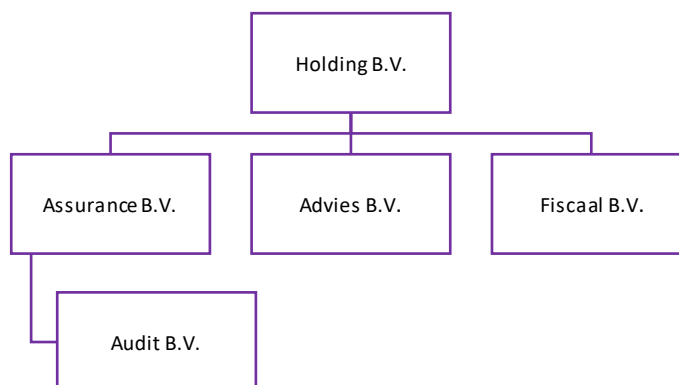 Holding B.V.
Assurance B.V.
Advies B.V.
Fiscaal B.V.
Audit B.V.